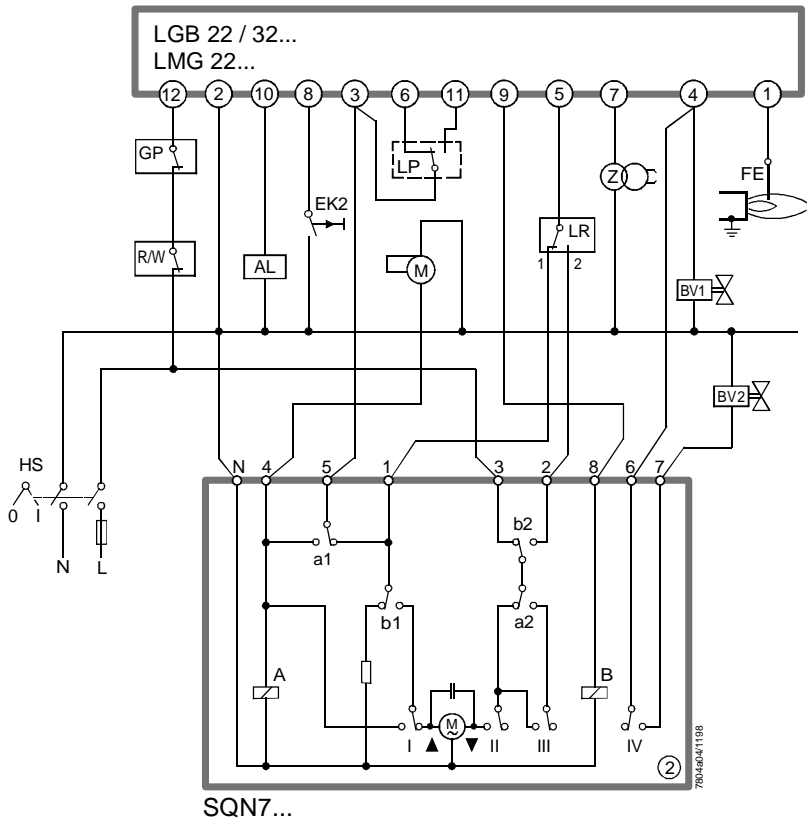 LGB 22 / 32...
LMG 22...
12 2 10 8 3 6 11 9 5 7 4 1
GP
LP
Z
FE
EK2
R/W
AL
M
LR
1 2
BV1
BV2
HS
0 I
N L
N 4 5 1 3 2 8 6 7
a1
b2
b1
a2
A
B
M
~
I II III IV
2
7804a04/1198
SQN7...